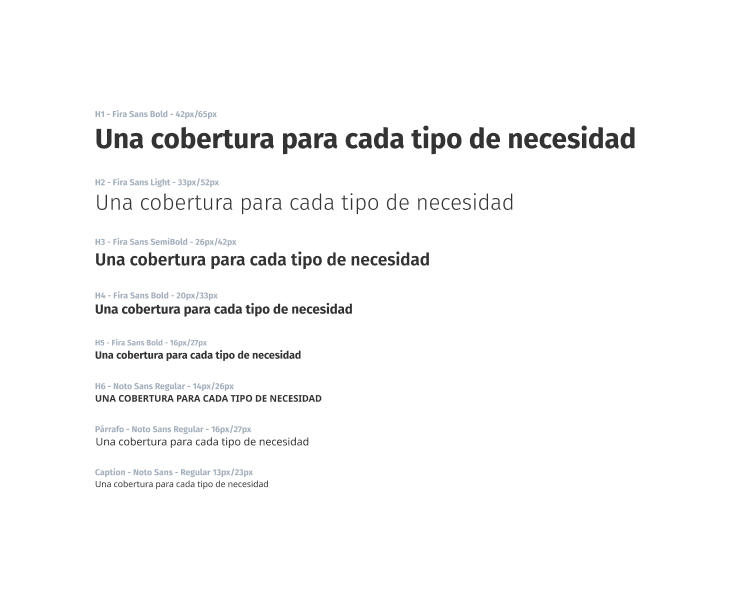 H1 - Fira Sans Bold - 42px/65px
Una cobertura para cada tipo de necesidad
H2 - Fira Sans Light - 33px/52px
Una cobertura para cada tipo de necesidad
H3 - Fira Sans SemiBold - 26px/42px
Una cobertura para cada tipo de necesidad
H4 - Fira Sans Bold - 20px/33px
Una cobertura para cada tipo de necesidad
H5 - Fira Sans Bold - 16px/27px
Una cobertura para cada tipo de necesidad
H6 - Noto Sans Regular - 14px/26px
UNA COBERTURA PARA CADA TIPO DE NECESIDAD
Párrafo - Noto Sans Regular - 16px/27px
Una cobertura para cada tipo de necesidad
Caption - Noto Sans - Regular 13px/23px
Una cobertura para cada tipo de necesidad